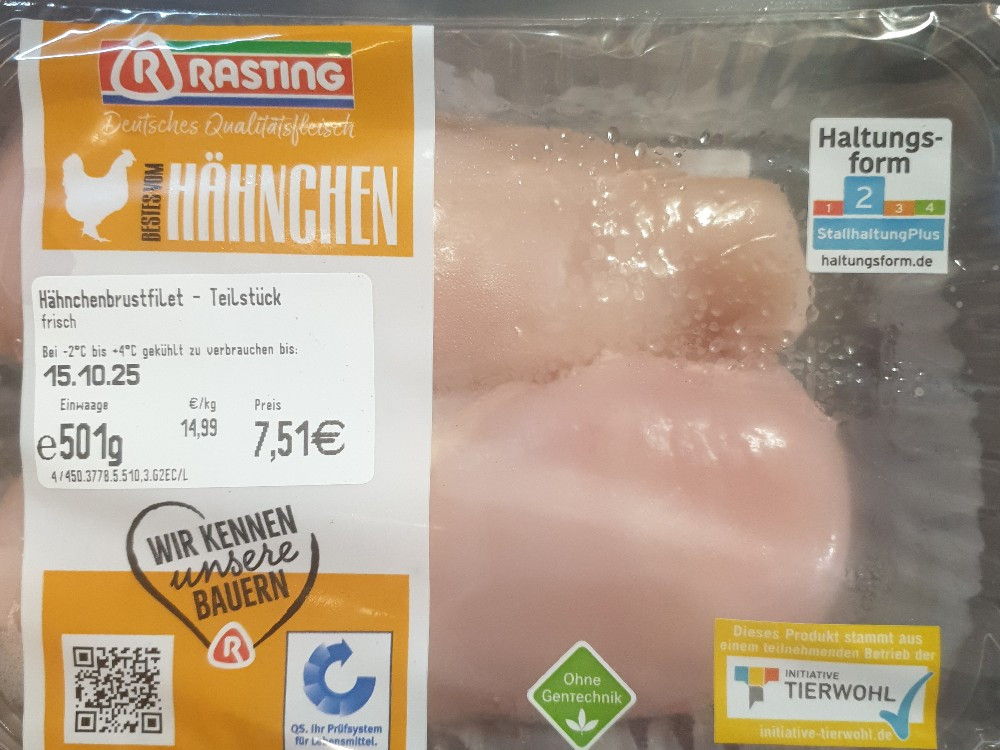 R RASTING
Deutsches Qualitätsfleisch
BESTES VOM
HÄHNCHEN
Haltungs-
form
1 2 3 4
StallhaltungPlus
haltungsform.de
Hähnchenbrustfilet - Teilstück
frisch
Bei -2°C bis +4°C gekühlt zu verbrauchen bis:
15.10.25
Einwaage €/kg Preis
e501g 14,99 7,51€
4/450.3778.5.510,3.G2EC/L
WIR KENNEN
unsere
BAUERN
R
QS. Ihr Prüfsystem
für Lebensmittel.
Ohne
GenTechnik
Dieses Produkt stammt aus
einem teilnehmenden Betrieb der
INITIATIVE
TIERWOHL
initiative-tierwohl.de